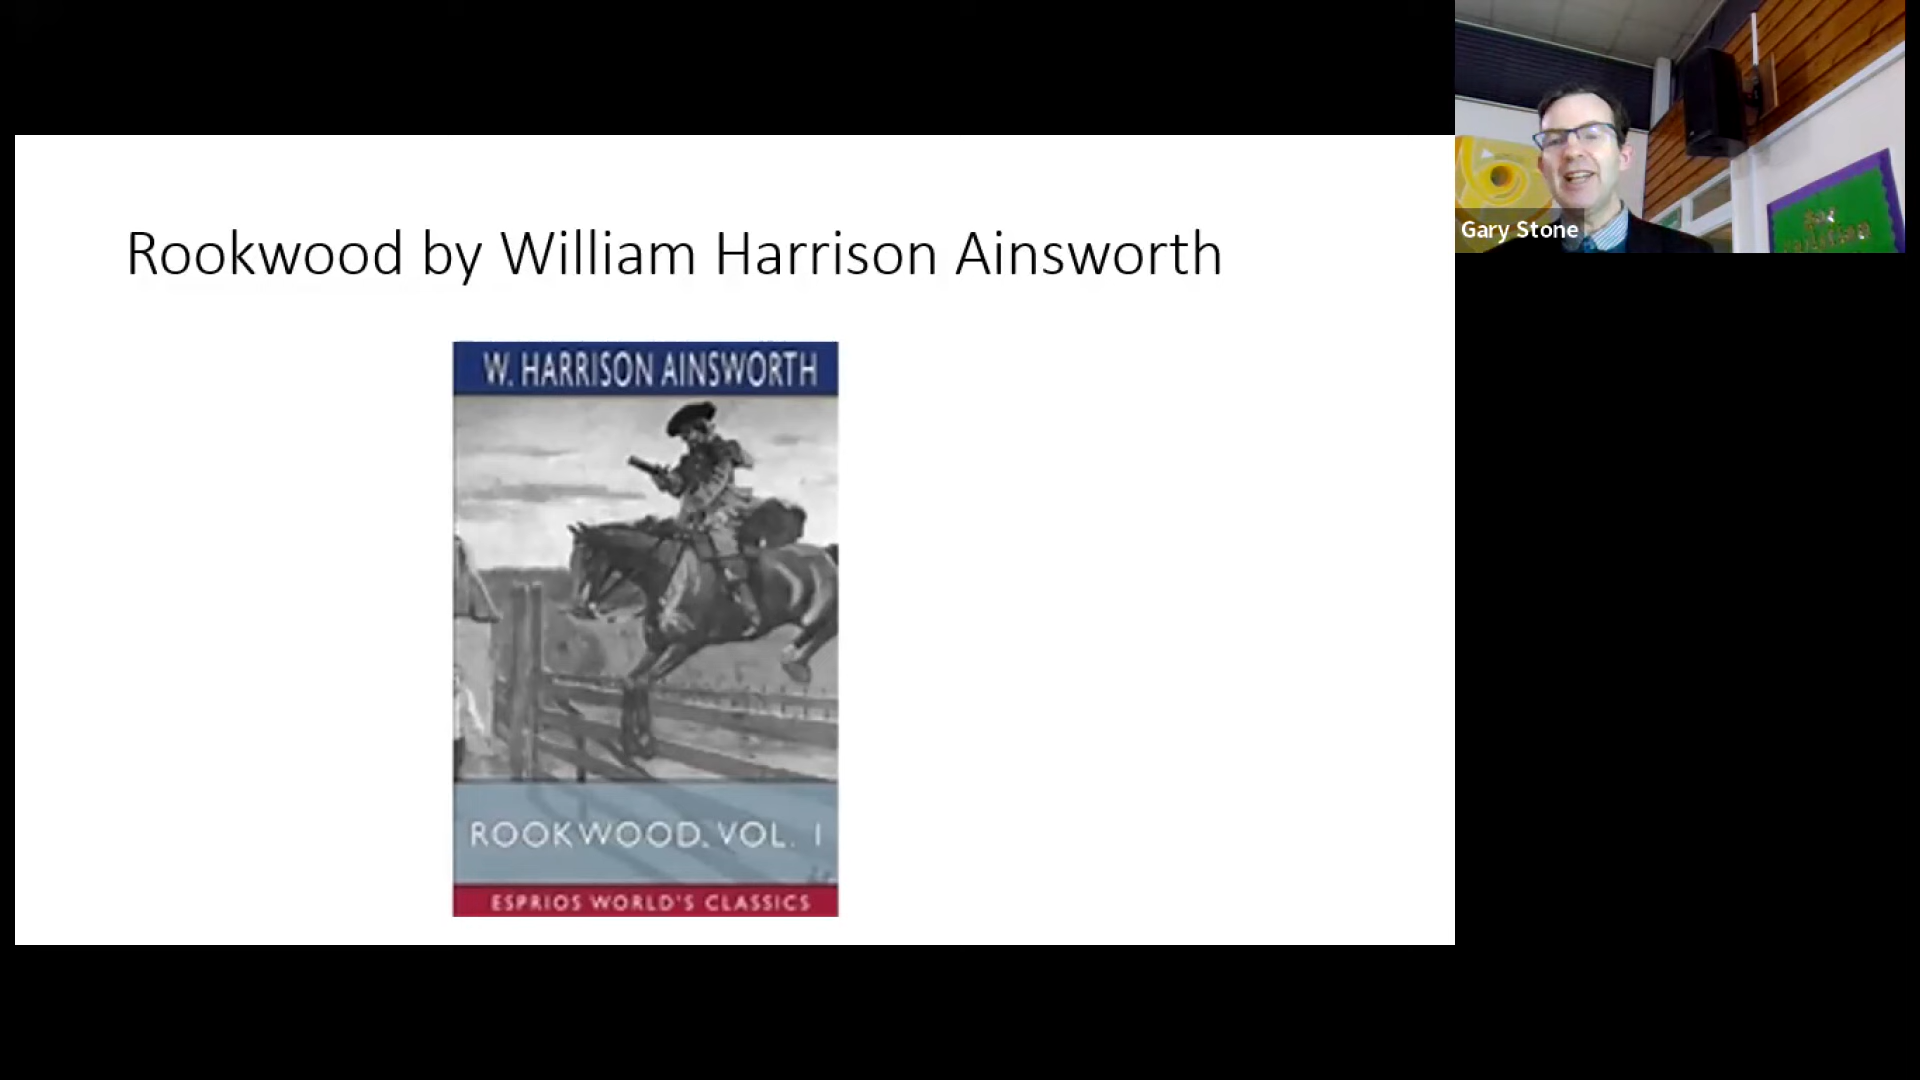 Rookwood by William Harrison Ainsworth
W. HARRISON AINSWORTH
ROOKWOOD, VOL. I
ESPRIOS WORLD'S CLASSICS
Gary Stone